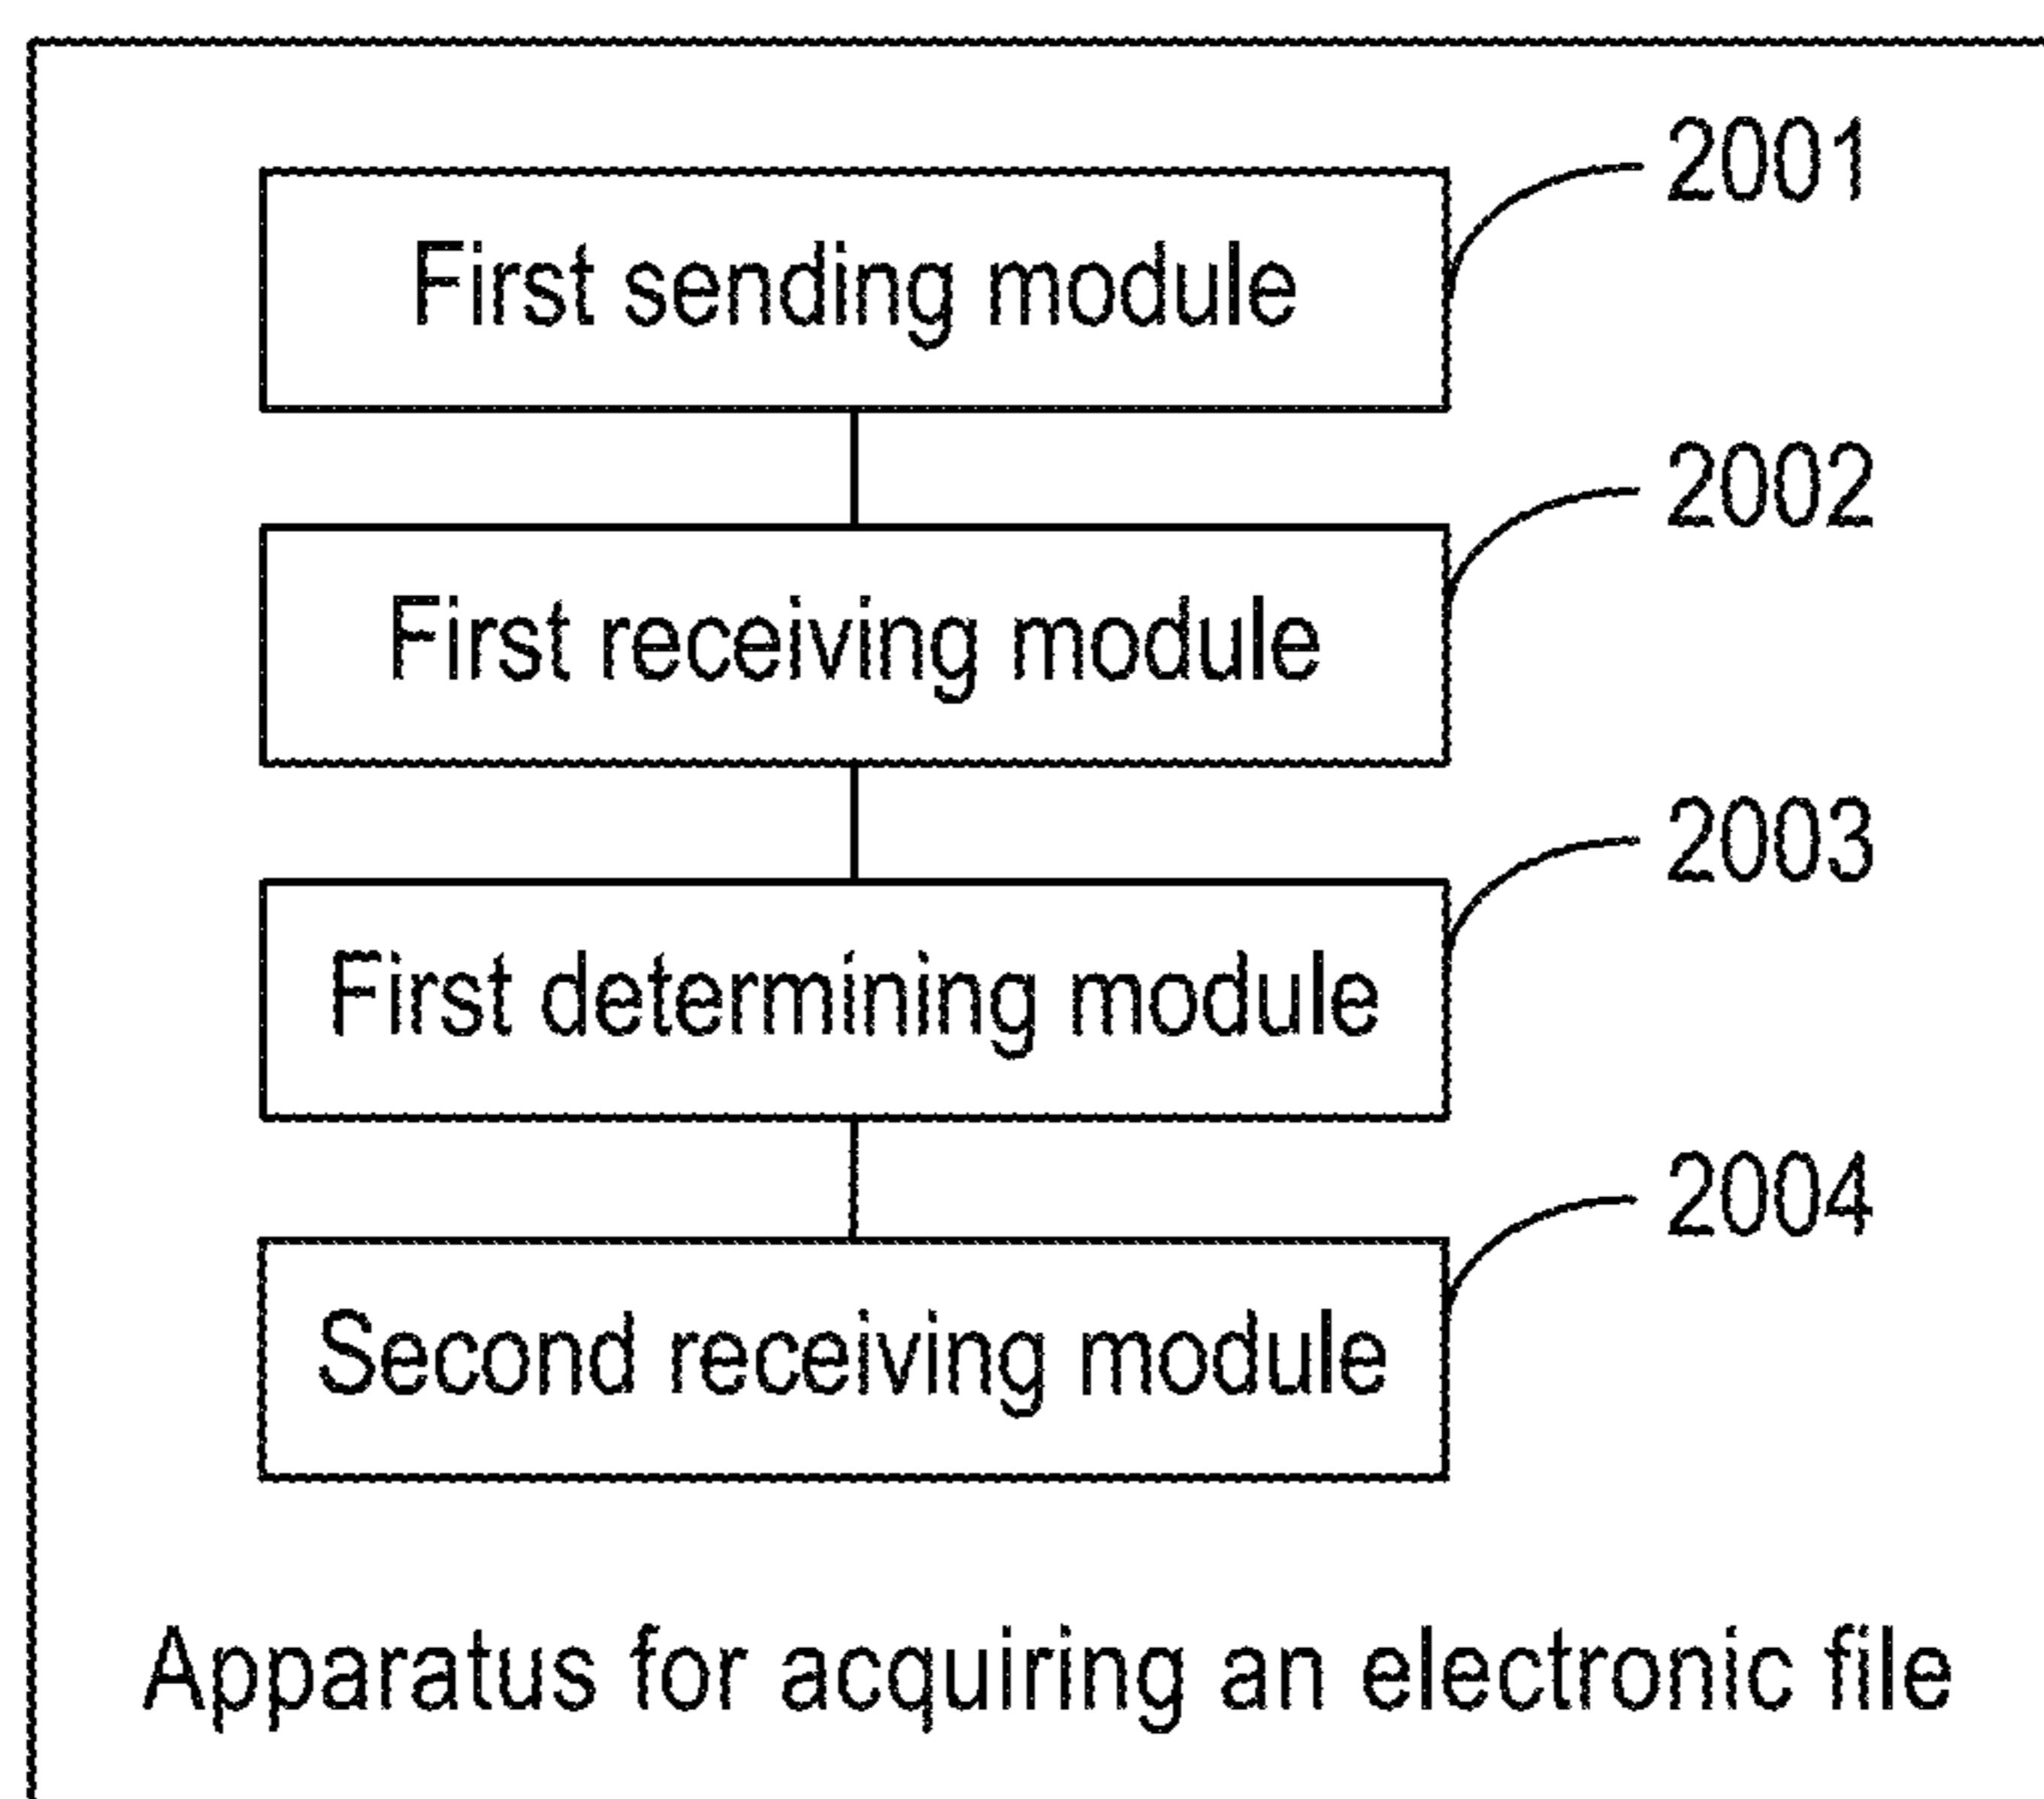 2001
First sending module
2002
First receiving module
2003
First determining module
2004
Second receiving module
Apparatus for acquiring an electronic file